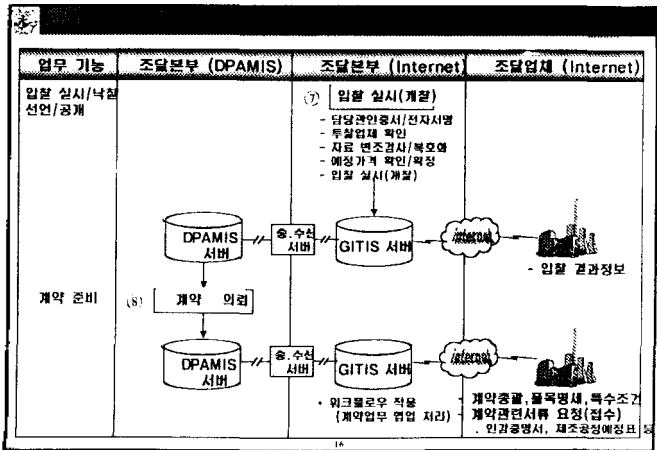 업무 기능
조달본부 (DPAMIS)
조달본부 (Internet)
조달업체 (Internet)
입찰 실시/낙찰
선언/공개
⑦ 입찰 실시(개찰)
- 담당관인증서/전자서명
- 투찰업체 확인
- 자료 변조검사/복호화
- 예정가격 확인/확정
- 입찰 실시(개찰)
DPAMIS
서버
송.수신
서버
GITIS 서버
internet
- 입찰 결과정보
계약 준비
(8) 계약 의뢰
DPAMIS
서버
송.수신
서버
GITIS 서버
internet
• 워크플로우 적용
(계약업무 협업 처리)
- 계약총괄,품목명세,특수조건
- 계약관련서류 요청(접수)
. 인감증명서, 제조공정예정표 등
16